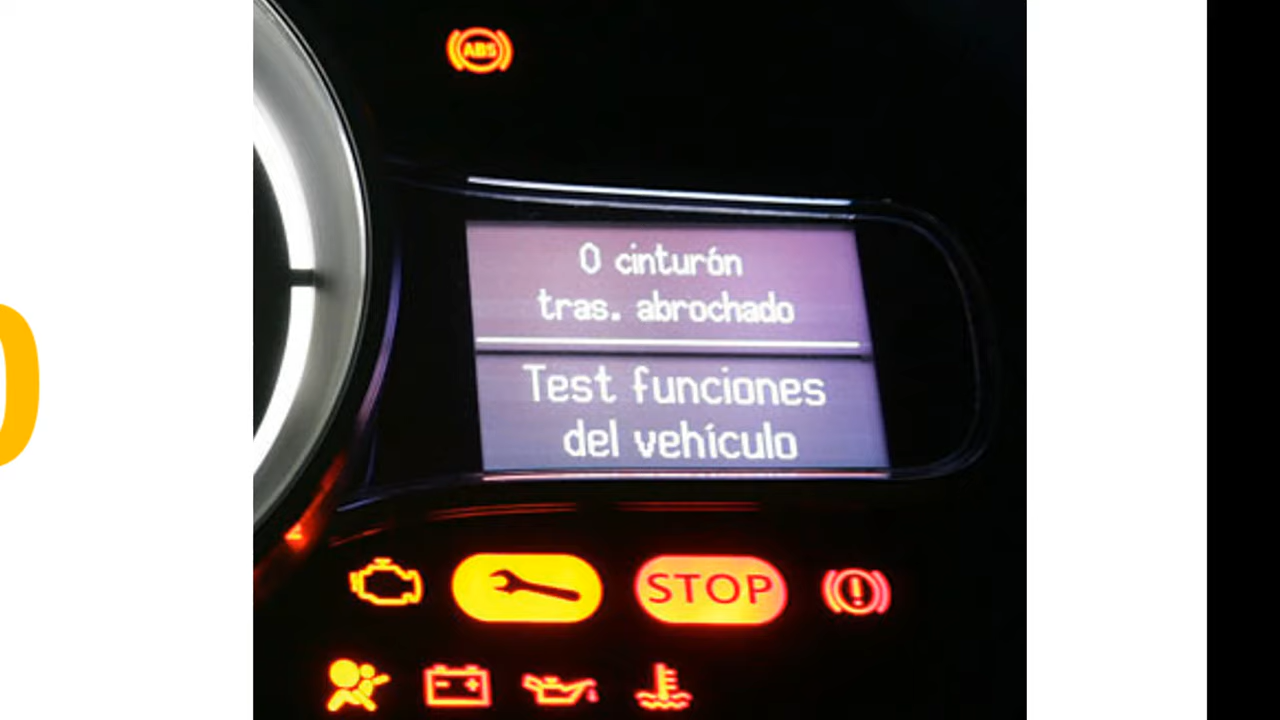 ABS
0 cinturón
tras. abrochado
Test funciones
del vehículo
STOP